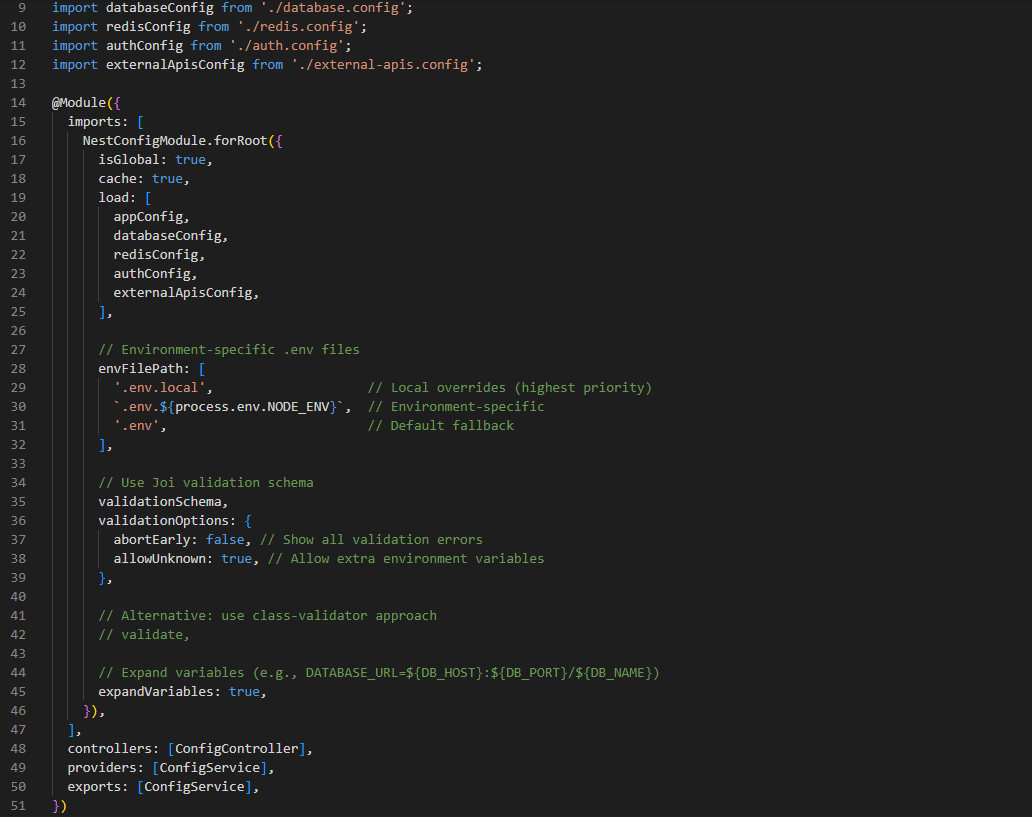 9 import databaseConfig from './database.config';
10 import redisConfig from './redis.config';
11 import authConfig from './auth.config';
12 import externalApisConfig from './external-apis.config';
13
14 @Module({
15   imports: [
16     NestConfigModule.forRoot({
17       isGlobal: true,
18       cache: true,
19       load: [
20         appConfig,
21         databaseConfig,
22         redisConfig,
23         authConfig,
24         externalApisConfig,
25       ],
26
27       // Environment-specific .env files
28       envFilePath: [
29         '.env.local',                    // Local overrides (highest priority)
30         `.env.${process.env.NODE_ENV}`,  // Environment-specific
31         '.env',                          // Default fallback
32       ],
33
34       // Use Joi validation schema
35       validationSchema,
36       validationOptions: {
37         abortEarly: false, // Show all validation errors
38         allowUnknown: true, // Allow extra environment variables
39       },
40
41       // Alternative: use class-validator approach
42       // validate,
43
44       // Expand variables (e.g., DATABASE_URL=${DB_HOST}:${DB_PORT}/${DB_NAME})
45       expandVariables: true,
46     }),
47   ],
48   controllers: [ConfigController],
49   providers: [ConfigService],
50   exports: [ConfigService],
51 })